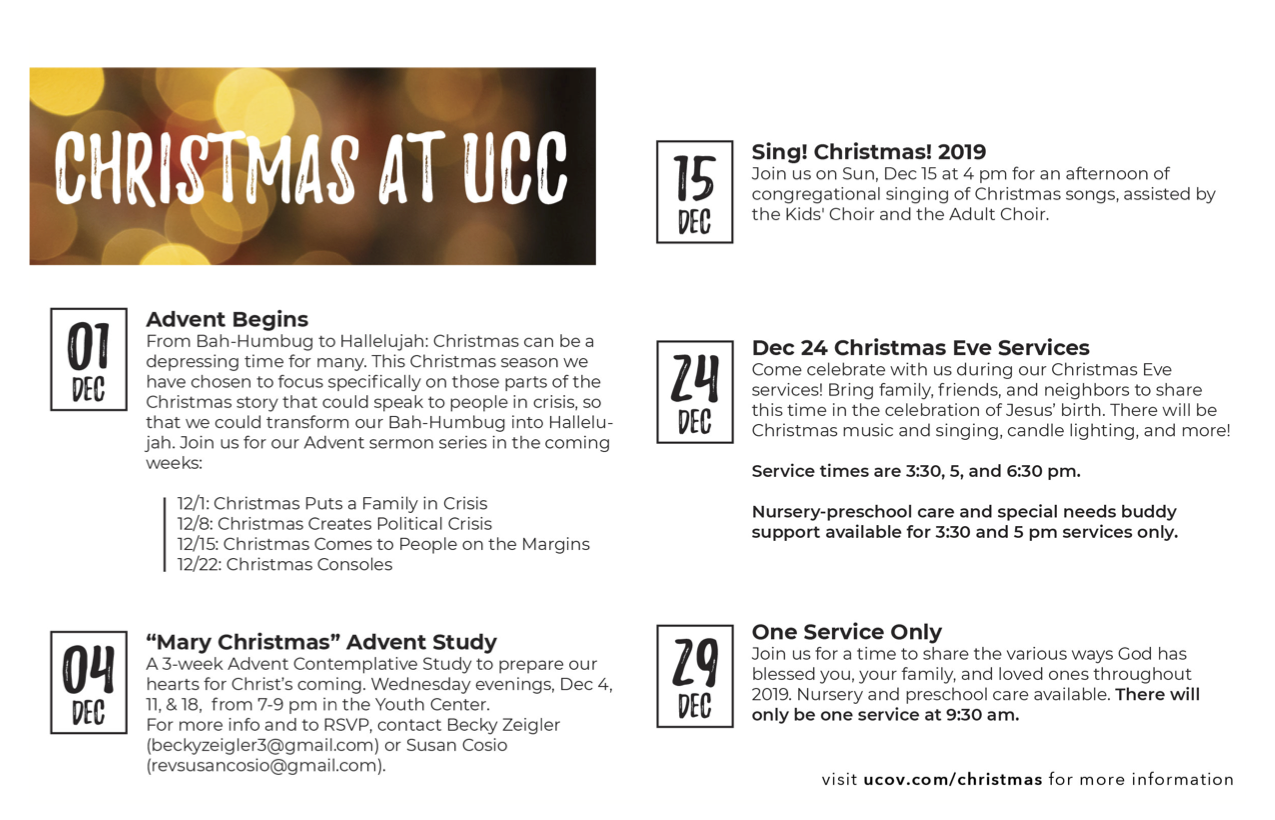 CHRISTMAS AT UCC
01
DEC
Advent Begins
From Bah-Humbug to Hallelujah: Christmas can be a
depressing time for many. This Christmas season we
have chosen to focus specifically on those parts of the
Christmas story that could speak to people in crisis, so
that we could transform our Bah-Humbug into Hallelu-
jah. Join us for our Advent sermon series in the coming
weeks:
12/1: Christmas Puts a Family in Crisis
12/8: Christmas Creates Political Crisis
12/15: Christmas Comes to People on the Margins
12/22: Christmas Consoles
04
DEC
“Mary Christmas” Advent Study
A 3-week Advent Contemplative Study to prepare our
hearts for Christ’s coming. Wednesday evenings, Dec 4,
11, & 18,  from 7-9 pm in the Youth Center.
For more info and to RSVP, contact Becky Zeigler
(beckyzeigler3@gmail.com) or Susan Cosio
(revsusancosio@gmail.com).
15
DEC
Sing! Christmas! 2019
Join us on Sun, Dec 15 at 4 pm for an afternoon of
congregational singing of Christmas songs, assisted by
the Kids' Choir and the Adult Choir.
24
DEC
Dec 24 Christmas Eve Services
Come celebrate with us during our Christmas Eve
services! Bring family, friends, and neighbors to share
this time in the celebration of Jesus’ birth. There will be
Christmas music and singing, candle lighting, and more!
Service times are 3:30, 5, and 6:30 pm.
Nursery-preschool care and special needs buddy
support available for 3:30 and 5 pm services only.
29
DEC
One Service Only
Join us for a time to share the various ways God has
blessed you, your family, and loved ones throughout
2019. Nursery and preschool care available. There will
only be one service at 9:30 am.
visit ucov.com/christmas for more information